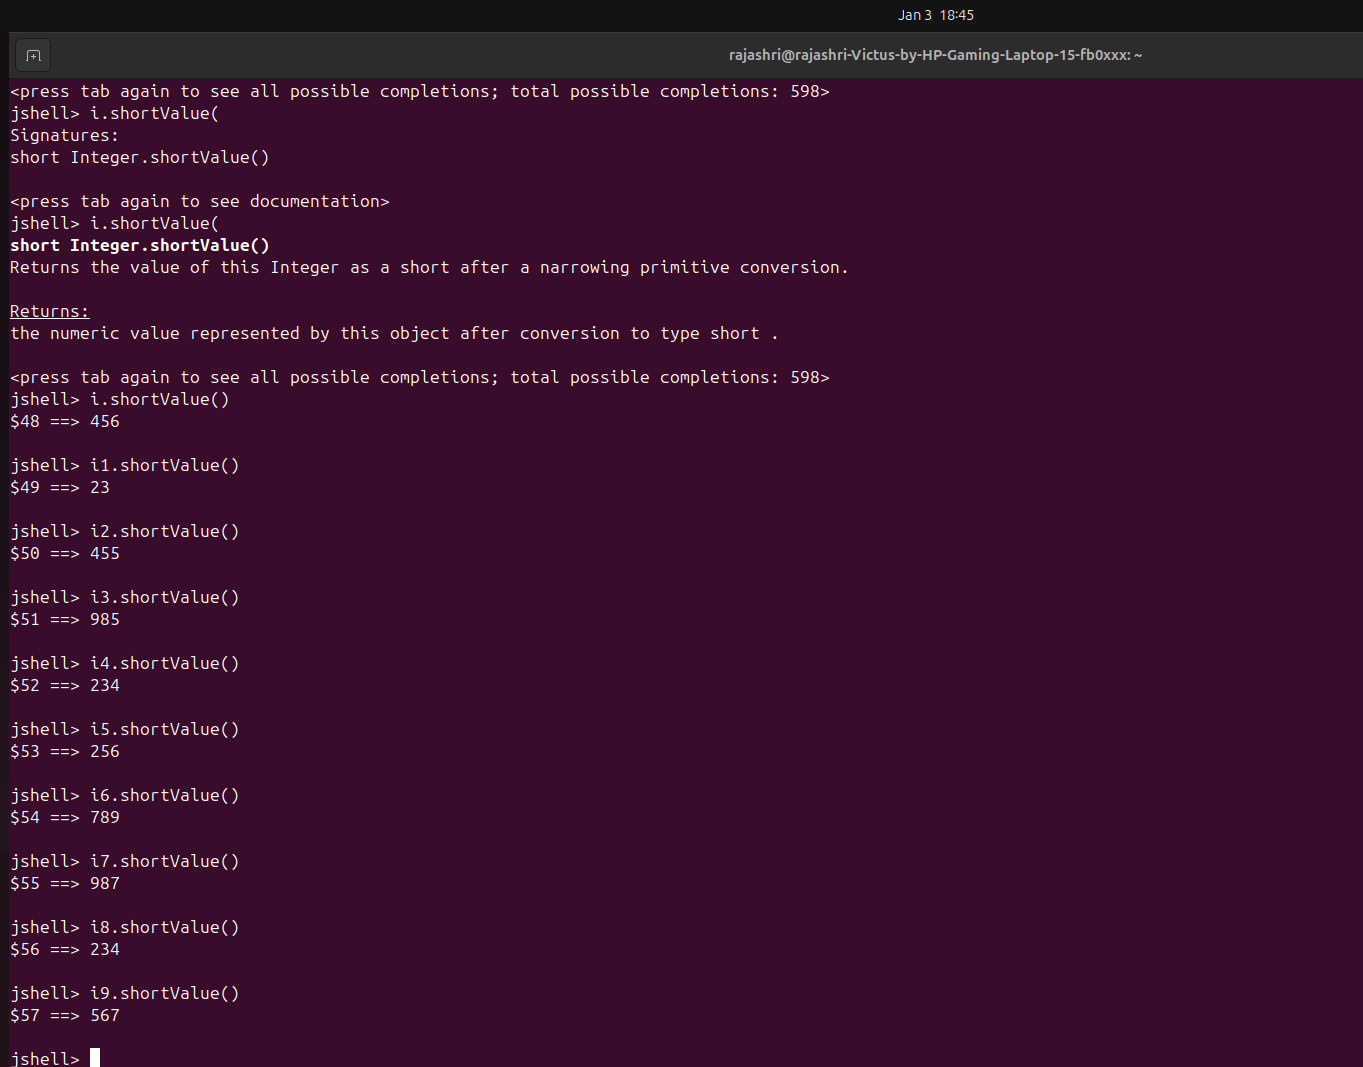 Jan 3 18:45
rajashri@rajashri-Victus-by-HP-Gaming-Laptop-15-fb0xxx: ~
<press tab again to see all possible completions; total possible completions: 598>
jshell> i.shortValue(
Signatures:
short Integer.shortValue()
<press tab again to see documentation>
jshell> i.shortValue(
short Integer.shortValue()
Returns the value of this Integer as a short after a narrowing primitive conversion.
Returns:
the numeric value represented by this object after conversion to type short .
<press tab again to see all possible completions; total possible completions: 598>
jshell> i.shortValue()
$48 ==> 456
jshell> i1.shortValue()
$49 ==> 23
jshell> i2.shortValue()
$50 ==> 455
jshell> i3.shortValue()
$51 ==> 985
jshell> i4.shortValue()
$52 ==> 234
jshell> i5.shortValue()
$53 ==> 256
jshell> i6.shortValue()
$54 ==> 789
jshell> i7.shortValue()
$55 ==> 987
jshell> i8.shortValue()
$56 ==> 234
jshell> i9.shortValue()
$57 ==> 567
jshell>